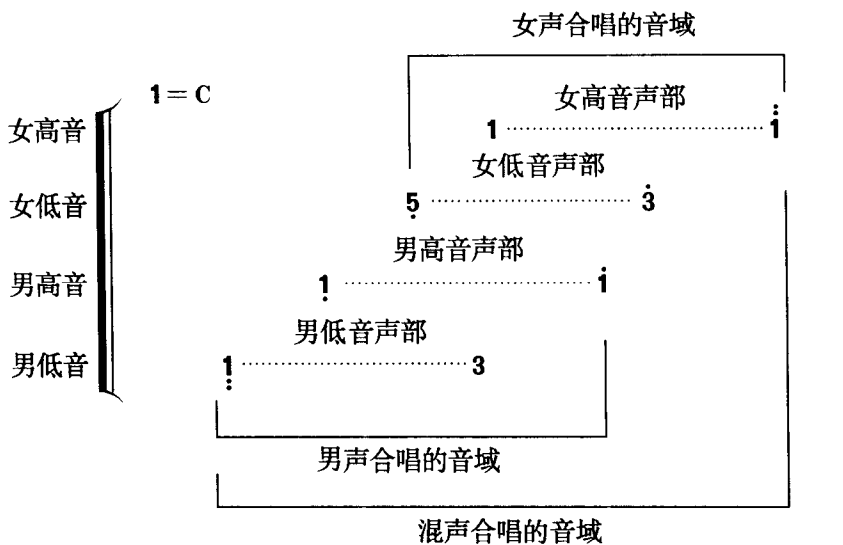 女声合唱的音域
1=C
女高音 女高音声部
1······1̈
女低音声部
女低音 5̣······3̇
男高音声部
男高音 1̣······1̇
男低音声部
男低音 1̤······3
男声合唱的音域
混声合唱的音域